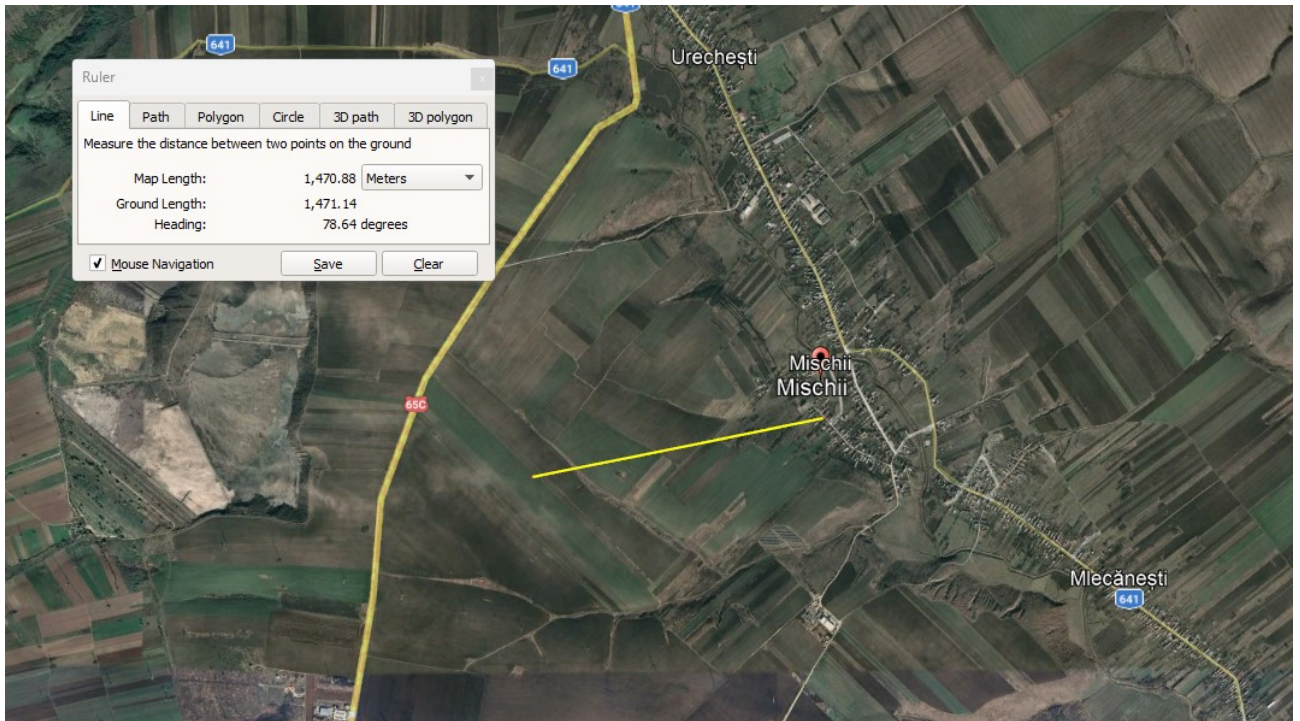 641
641
Urechești
Ruler
Line Path Polygon Circle 3D path 3D polygon
Measure the distance between two points on the ground
Map Length: 1,470.88 Meters
Ground Length: 1,471.14
Heading: 78.64 degrees
Mouse Navigation Save Clear
Mischii
Mischii
65C
Mlecănești
641